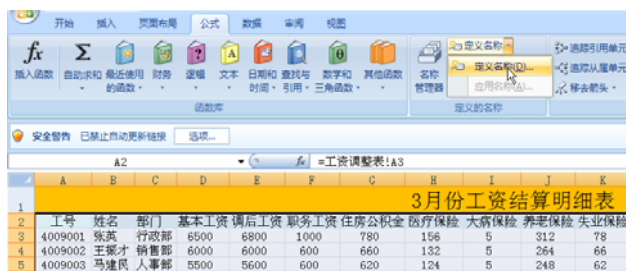 开始 插入 页面布局 公式 数据 审阅 视图
fx Σ
插入函数 自动求和 最近使用的函数 财务 逻辑 文本 日期和时间 查找与引用 数学和三角函数 其他函数
函数库
名称管理器
定义名称
定义名称(D)...
应用名称(A)...
定义的名称
追踪引用单元
追踪从属单元
移去箭头
安全警告 已禁止自动更新链接 选项...
A2 fx =工资调整表!A3
A B C D E F G H I J K
1 3月份工资结算明细表
2 工号 姓名 部门 基本工资 调后工资 职务工资 住房公积金 医疗保险 大病保险 养老保险 失业保险
3 4009001 张英 行政部 6500 6800 1000 780 156 5 312 78
4 4009002 王振才 销售部 6000 6000 600 660 132 5 264 66
5 4009003 马建民 人事部 5500 5600 600 620 124 5 248 62